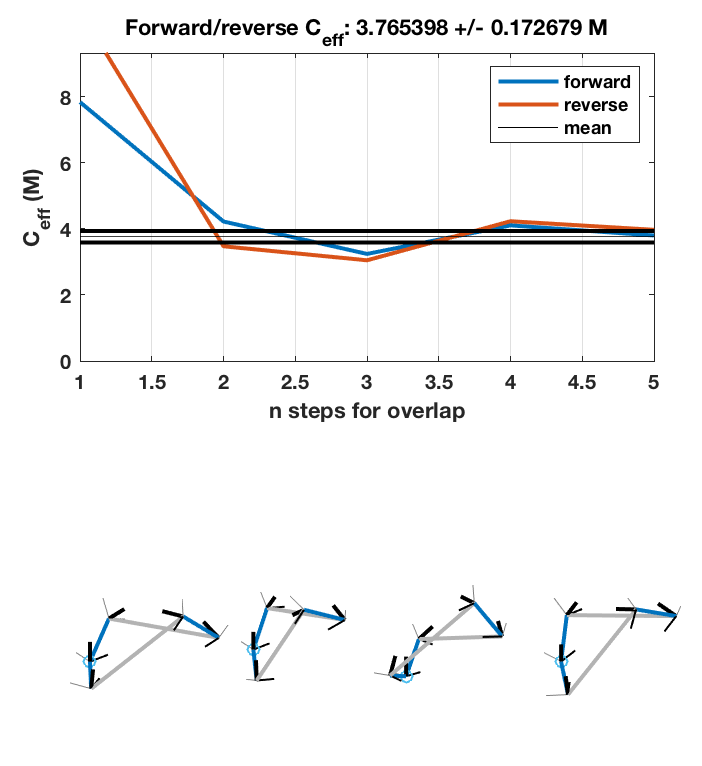 Forward/reverse C_eff: 3.765398 +/- 0.172679 M
forward
reverse
mean
C_eff (M)
8
6
4
2
0
1 1.5 2 2.5 3 3.5 4 4.5 5
n steps for overlap